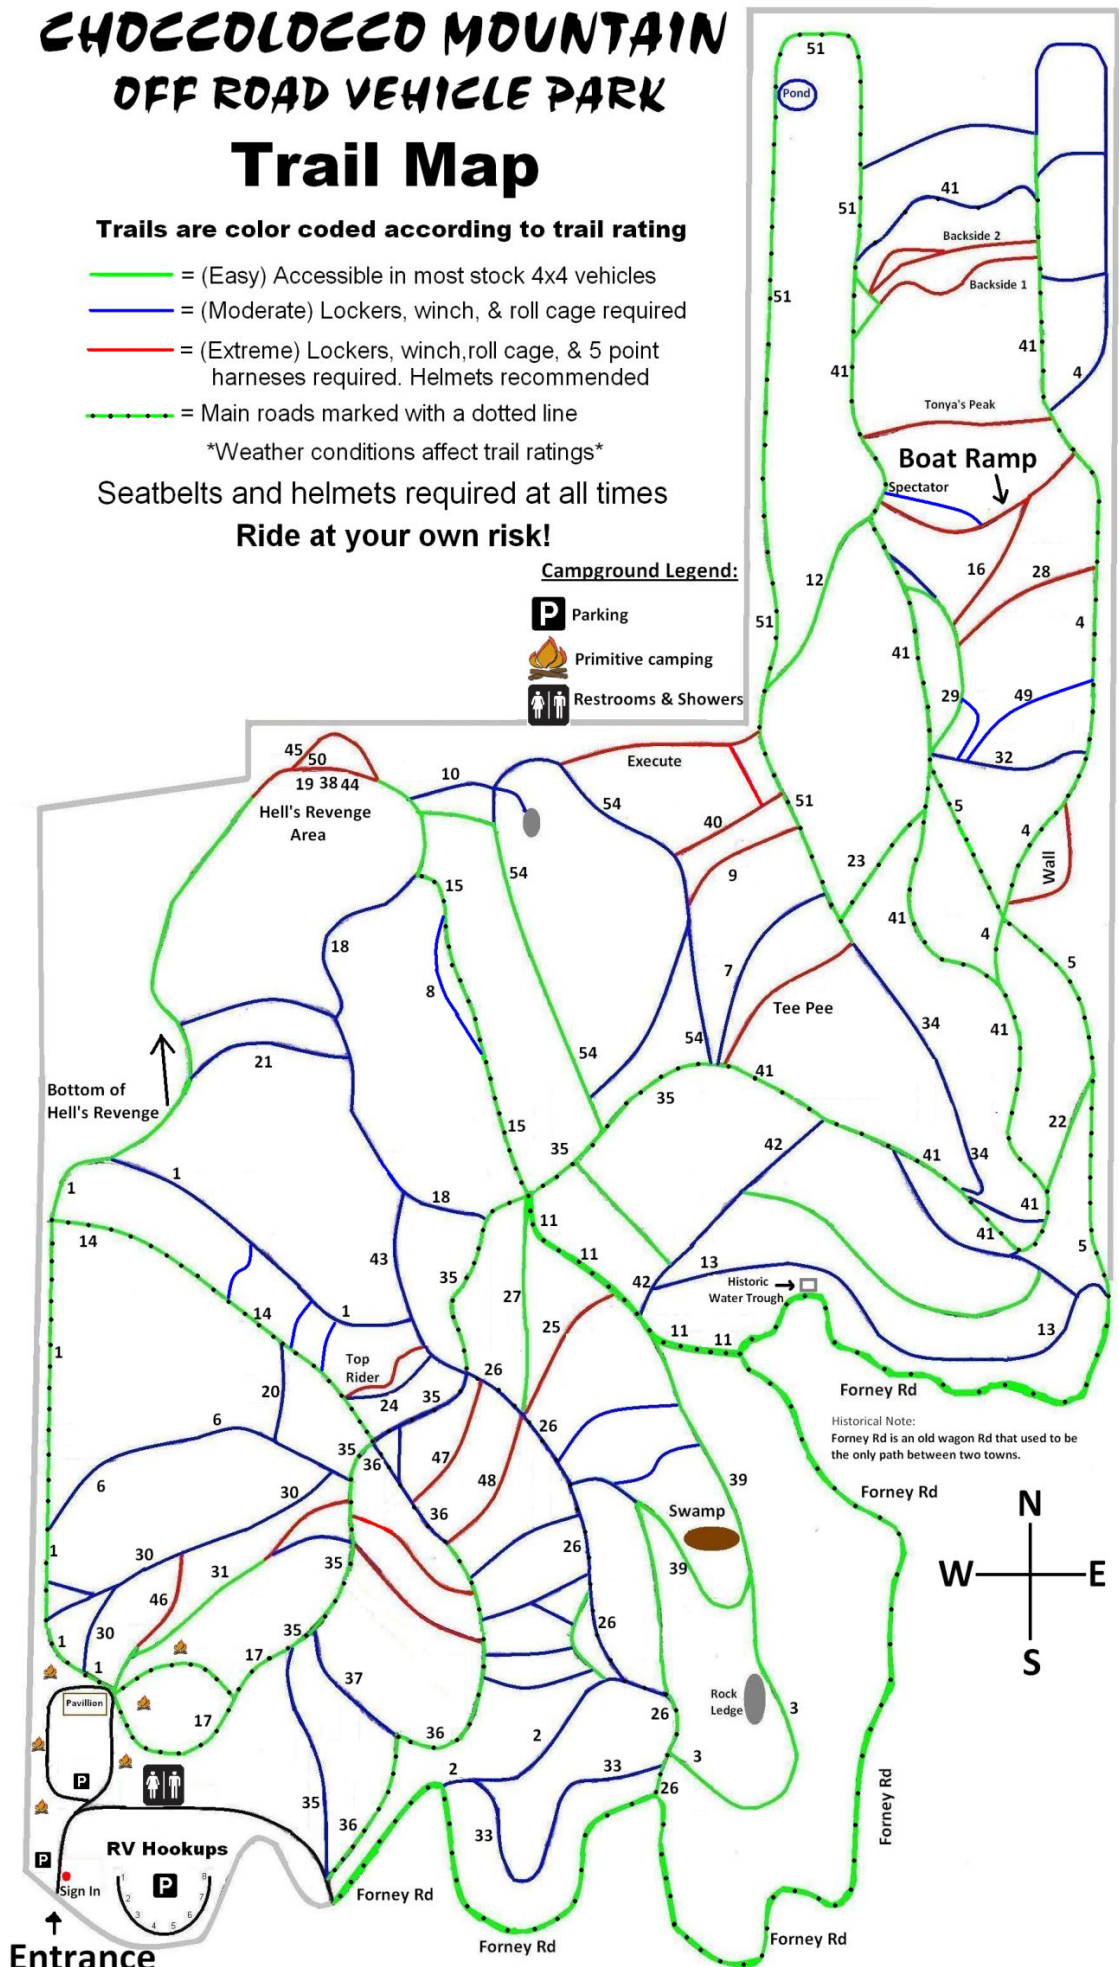 CHOCCOLOCCO MOUNTAIN
OFF ROAD VEHICLE PARK
Trail Map
Trails are color coded according to trail rating
= (Easy) Accessible in most stock 4x4 vehicles
= (Moderate) Lockers, winch, & roll cage required
= (Extreme) Lockers, winch,roll cage, & 5 point
harneses required. Helmets recommended
= Main roads marked with a dotted line
*Weather conditions affect trail ratings*
Seatbelts and helmets required at all times
Ride at your own risk!
Campground Legend:
P Parking
Primitive camping
Restrooms & Showers
51
Pond
41
51
Backside 2
Backside 1
51
41
41
4
Tonya's Peak
Boat Ramp
Spectator
12
16
28
51
4
41
29
49
32
Execute
45
50
19 38 44
10
Hell's Revenge
Area
54
51
40
5
4
Wall
23
9
54
15
41
4
18
7
5
8
Tee Pee
34
41
21
54
54
41
Bottom of
Hell's Revenge
35
22
15
42
35
41
34
1
1
18
41
11
41
14
5
43
11
13
42
Historic
Water Trough
35
27
14
1
25
11
11
13
1
Top
Rider
26
Forney Rd
20
24
35
6
26
Historical Note:
Forney Rd is an old wagon Rd that used to be
the only path between two towns.
35
36
47
48
39
6
30
Forney Rd
N
36
Swamp
26
1
30
35
39
W
E
31
46
26
1
30
35
S
17
1
37
Pavillion
Rock
Ledge
17
36
2
26
3
3
2
33
26
P
35
36
33
Forney Rd
RV Hookups
P
P
1
2
3
4
5
6
7
8
Sign In
Forney Rd
Forney Rd
Forney Rd
Entrance